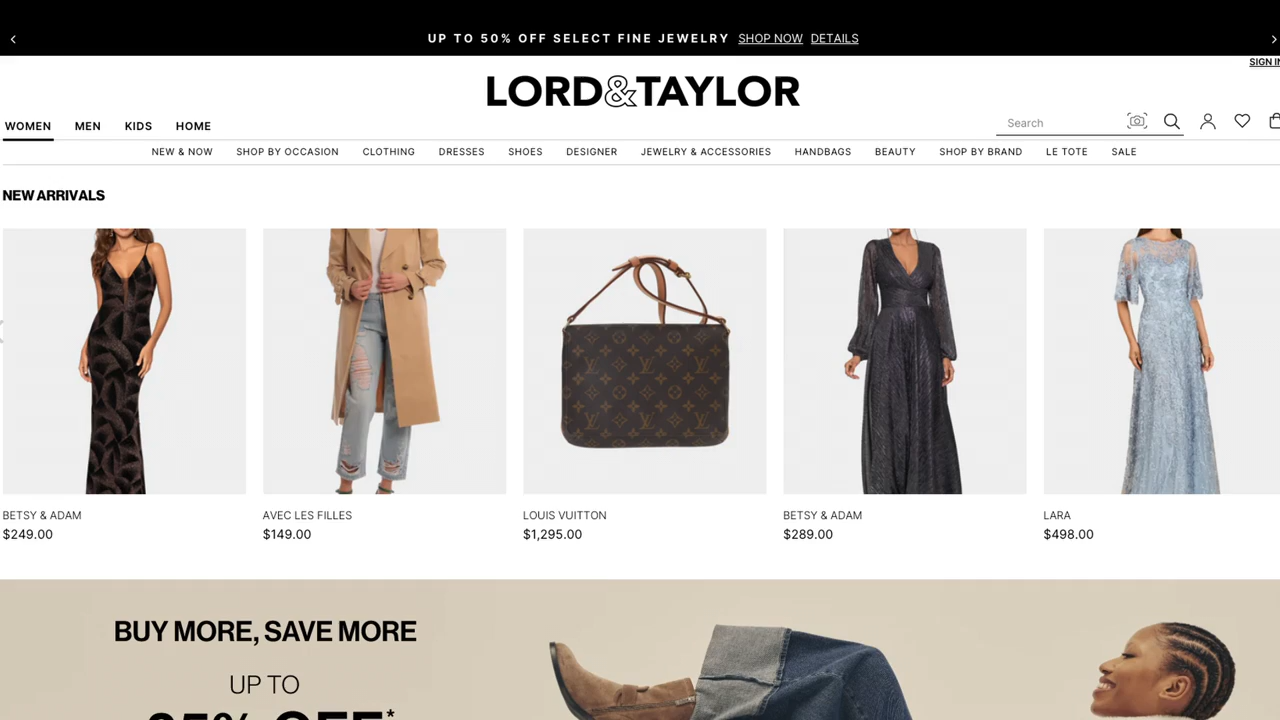 UP TO 50% OFF SELECT FINE JEWELRY SHOP NOW DETAILS
SIGN IN
LORD&TAYLOR
WOMEN MEN KIDS HOME
Search
NEW & NOW SHOP BY OCCASION CLOTHING DRESSES SHOES DESIGNER JEWELRY & ACCESSORIES HANDBAGS BEAUTY SHOP BY BRAND LE TOTE SALE
NEW ARRIVALS
BETSY & ADAM
$249.00
AVEC LES FILLES
$149.00
LOUIS VUITTON
$1,295.00
BETSY & ADAM
$289.00
LARA
$498.00
BUY MORE, SAVE MORE
UP TO
OFF*